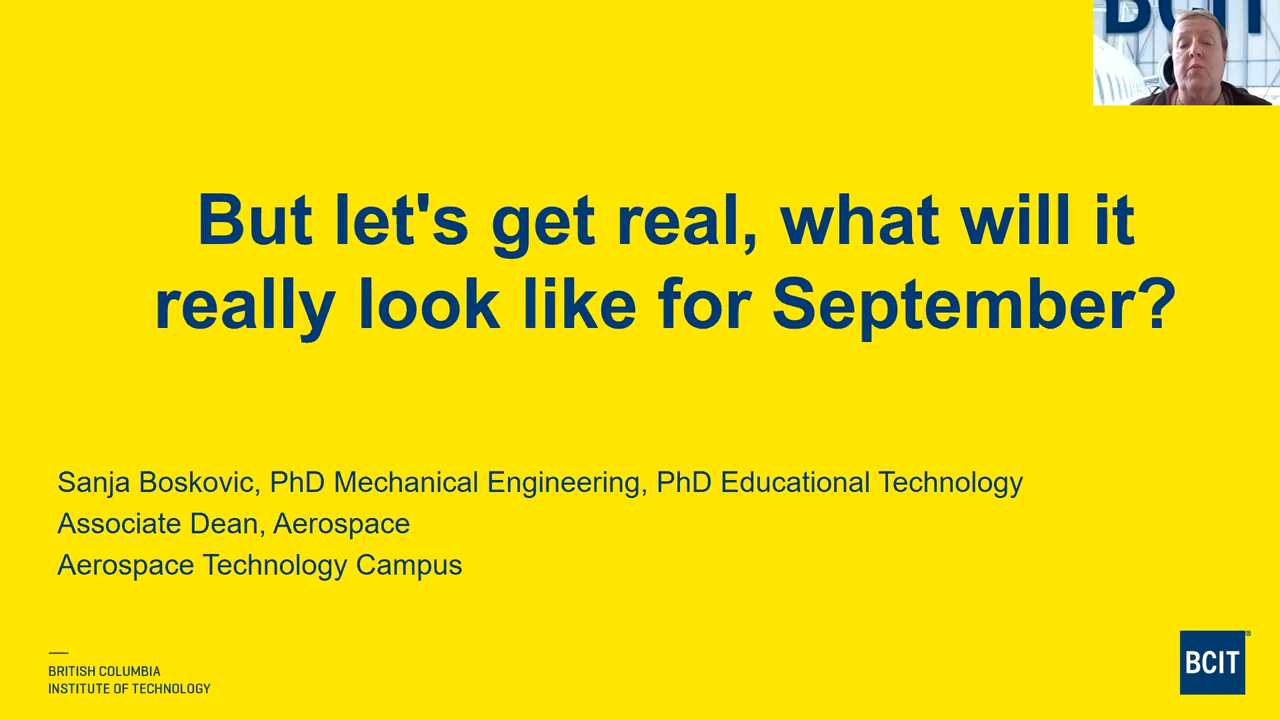 BCIT
But let's get real, what will it
really look like for September?
Sanja Boskovic, PhD Mechanical Engineering, PhD Educational Technology
Associate Dean, Aerospace
Aerospace Technology Campus
BRITISH COLUMBIA
INSTITUTE OF TECHNOLOGY
BCIT®